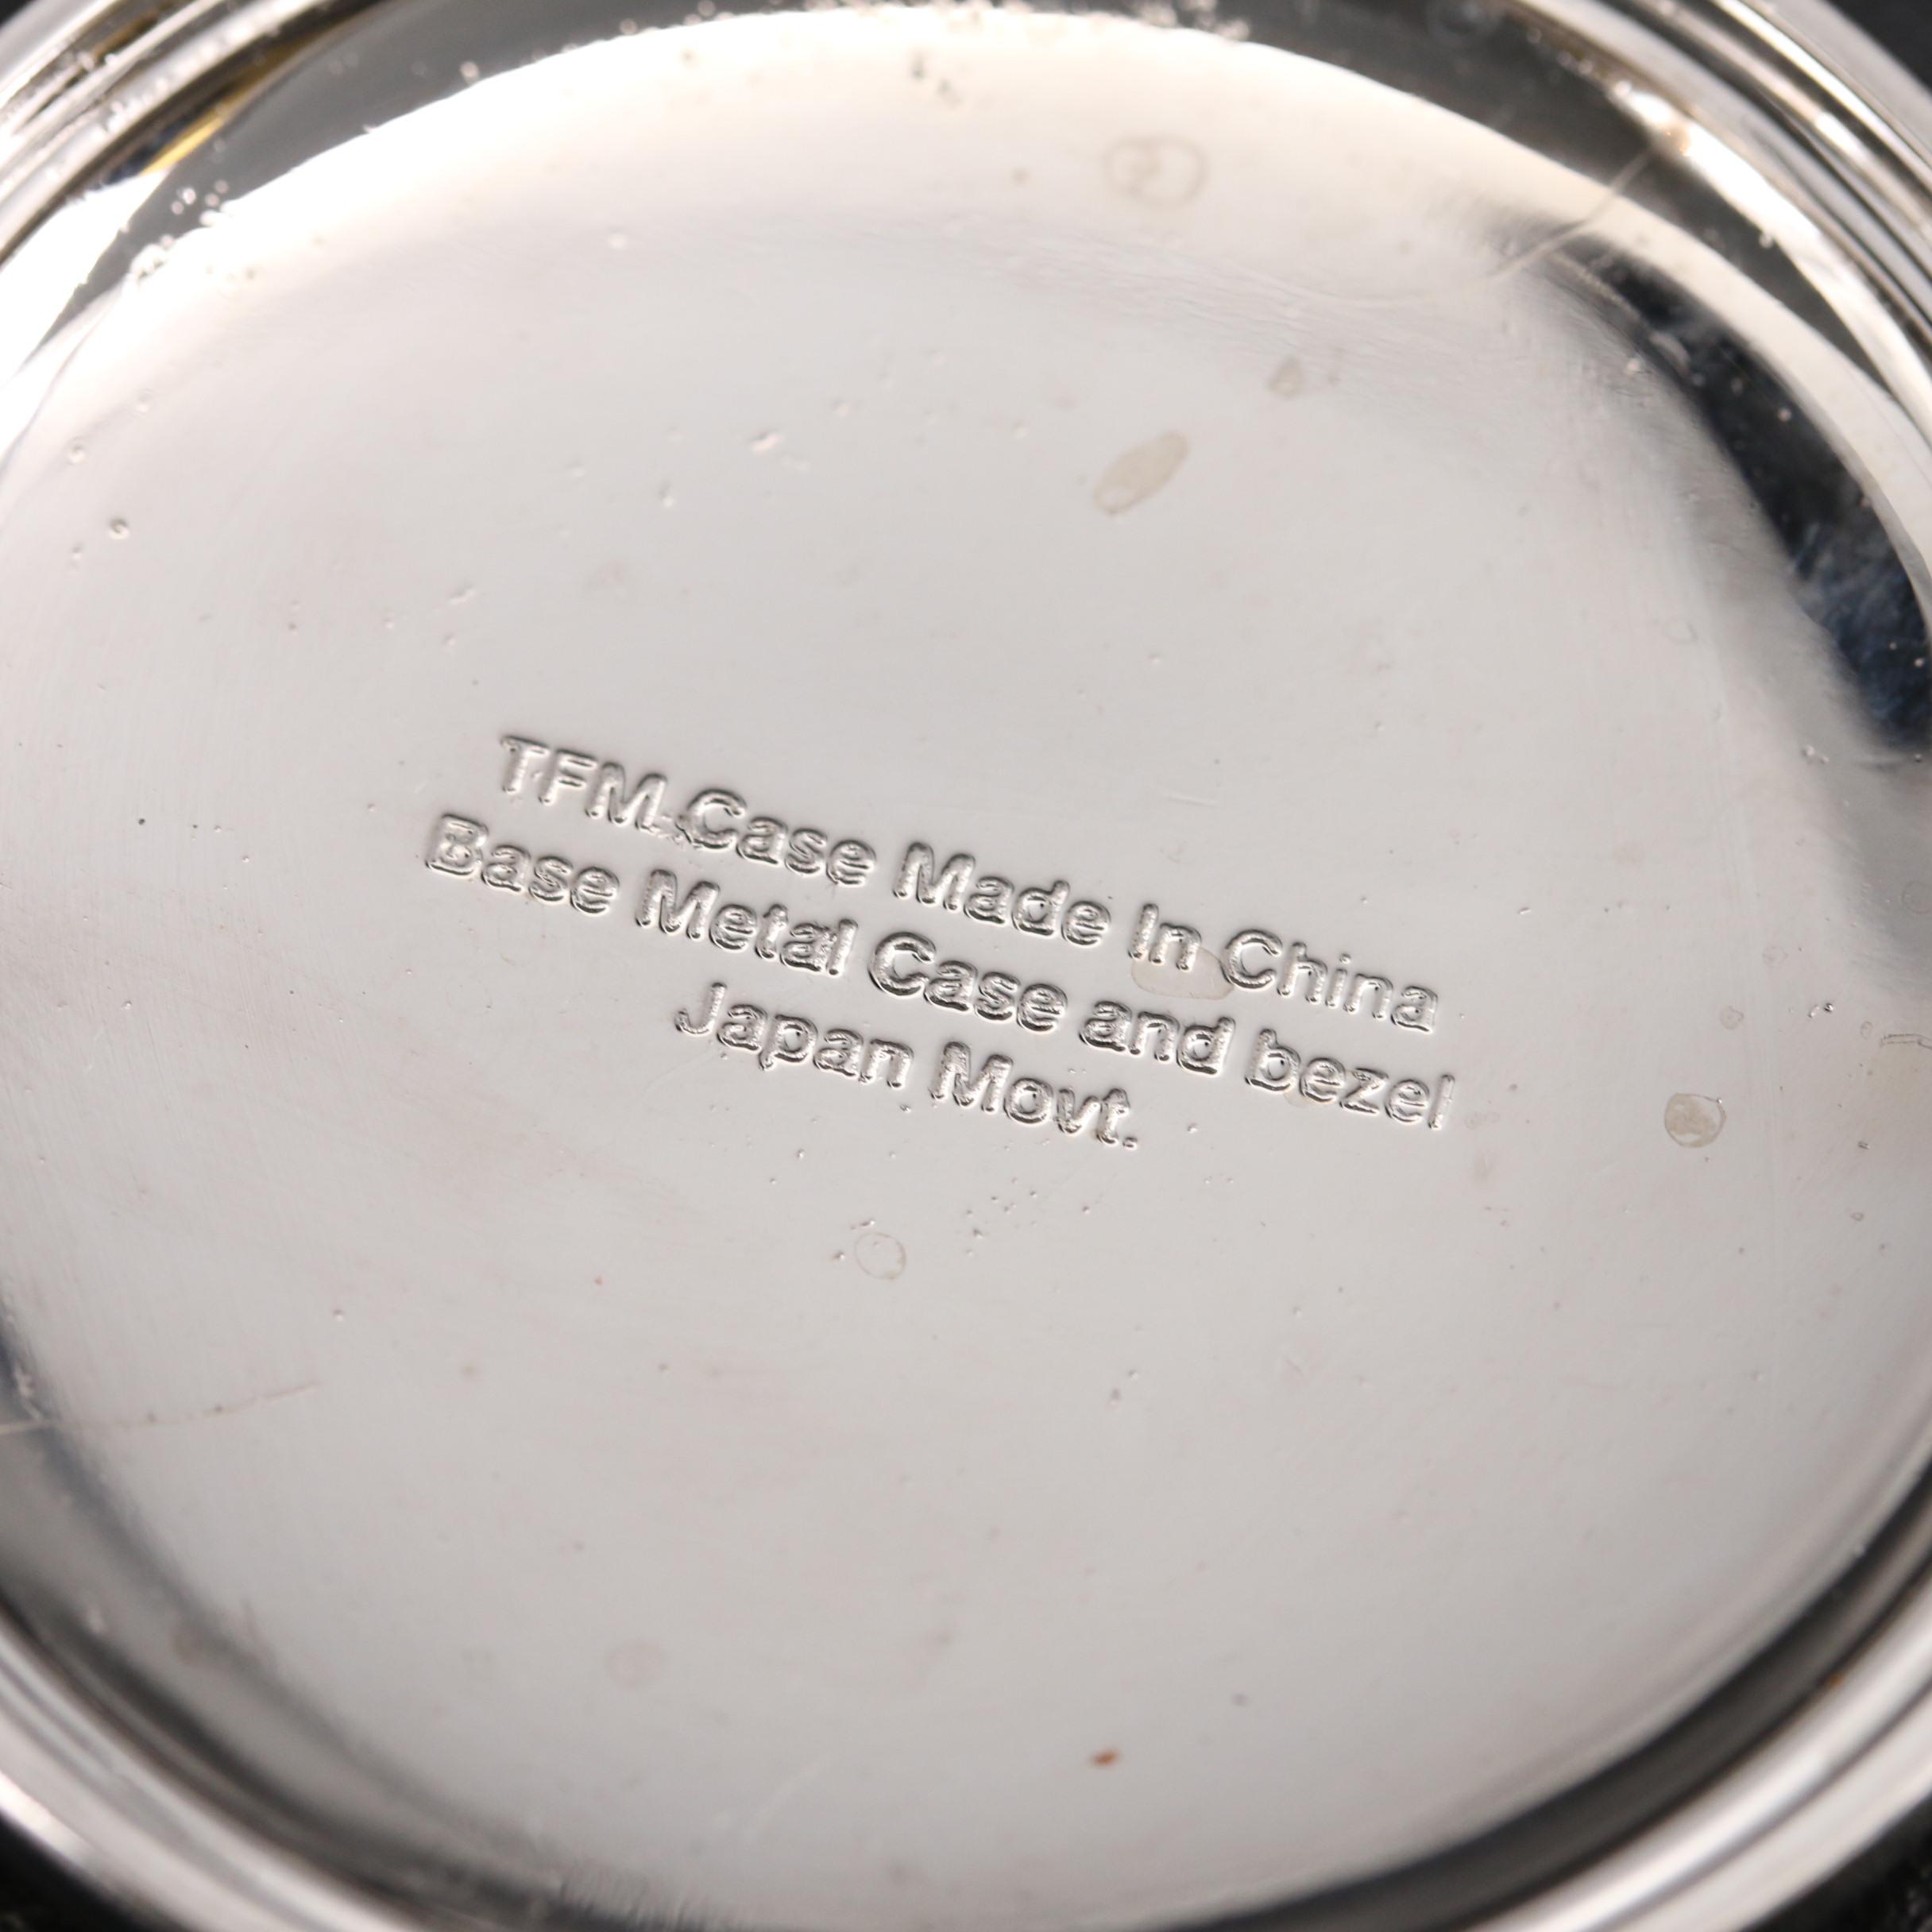 TFM Case Made In China
Base Metal Case and bezel
Japan Movt.